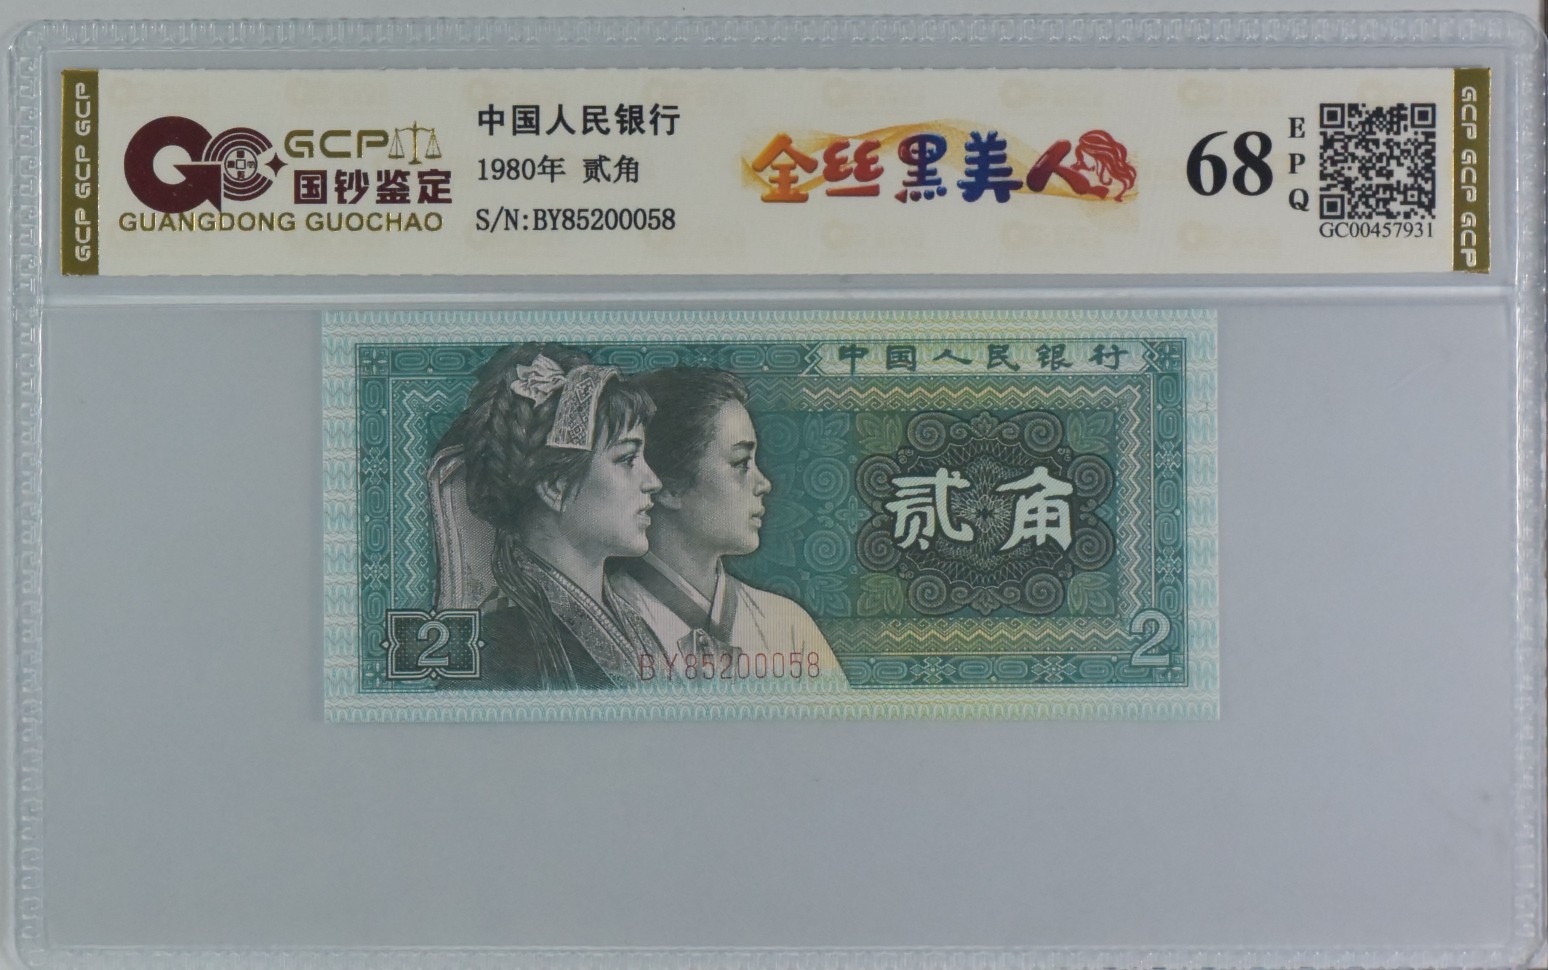 GCP GCP GCP
GCP
国钞鉴定
GUANGDONG GUOCHAO
中国人民银行
1980年 贰角
S/N:BY85200058
金丝黑美人
68
EPQ
GC00457931
GCP GCP GCP
中国人民银行
贰角
2
2
BY85200058